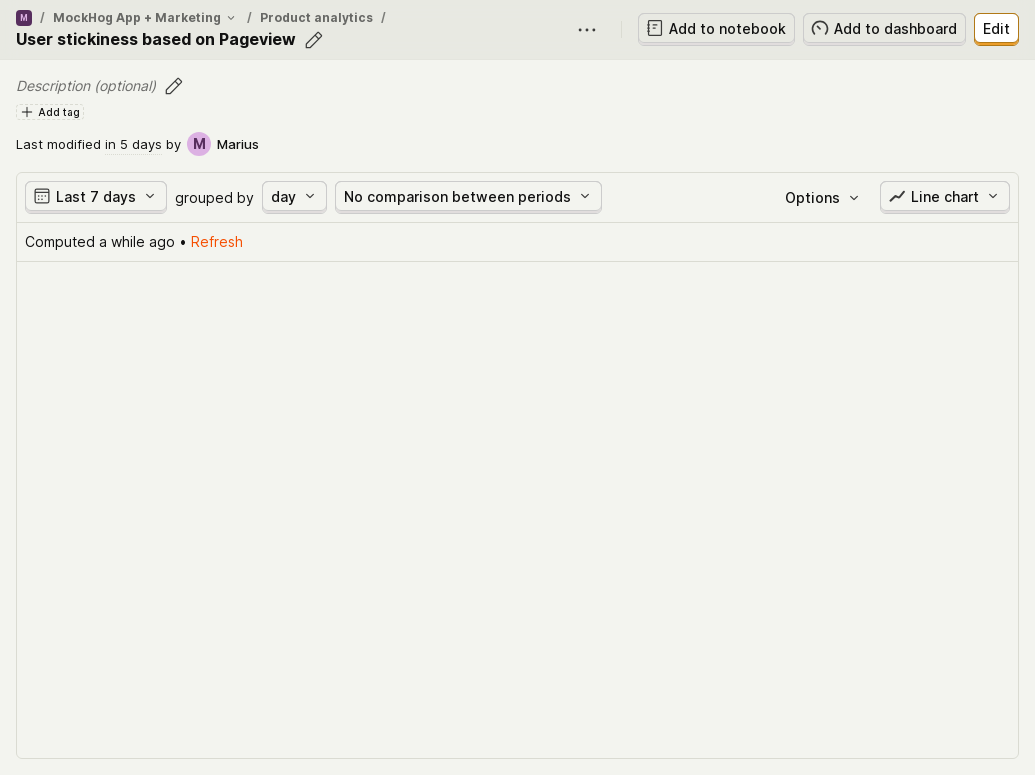 M / MockHog App + Marketing / Product analytics /
User stickiness based on Pageview
Add to notebook
Add to dashboard
Edit
Description (optional)
Add tag
Last modified in 5 days by M Marius
Last 7 days grouped by day No comparison between periods Options Line chart
Computed a while ago • Refresh